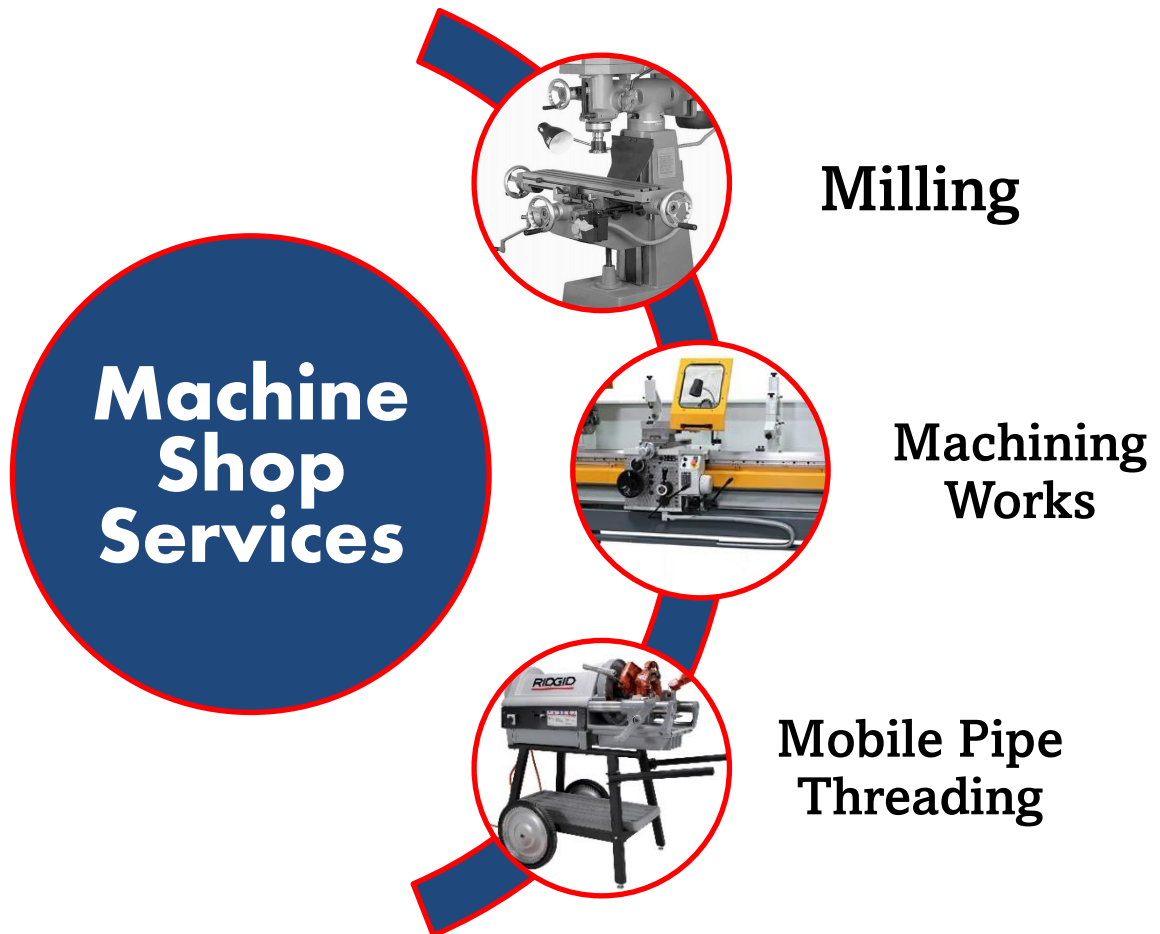 Milling
Machine
Shop
Services
Machining
Works
RIDGID
Mobile Pipe
Threading